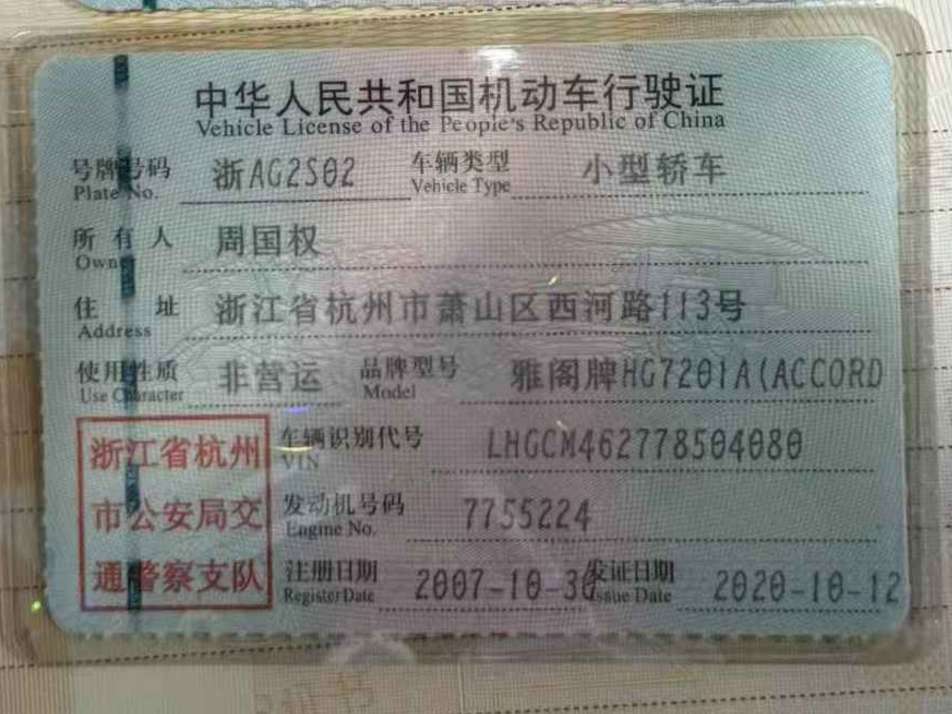 中华人民共和国机动车行驶证
Vehicle License of the People's Republic of China
号牌号码 浙AG2S02 车辆类型 小型轿车
Plate No. Vehicle Type
所有人 周国权
Owner
住址 浙江省杭州市萧山区西河路113号
Address
使用性质 非营运 品牌型号 雅阁牌HG7201A(ACCORD
Use Character Model
浙江省杭州
市公安局交
通警察支队
车辆识别代号 LHGCM462778504080
VIN
发动机号码 7755224
Engine No.
注册日期 2007-10-30 发证日期 2020-10-12
Register Date Issue Date